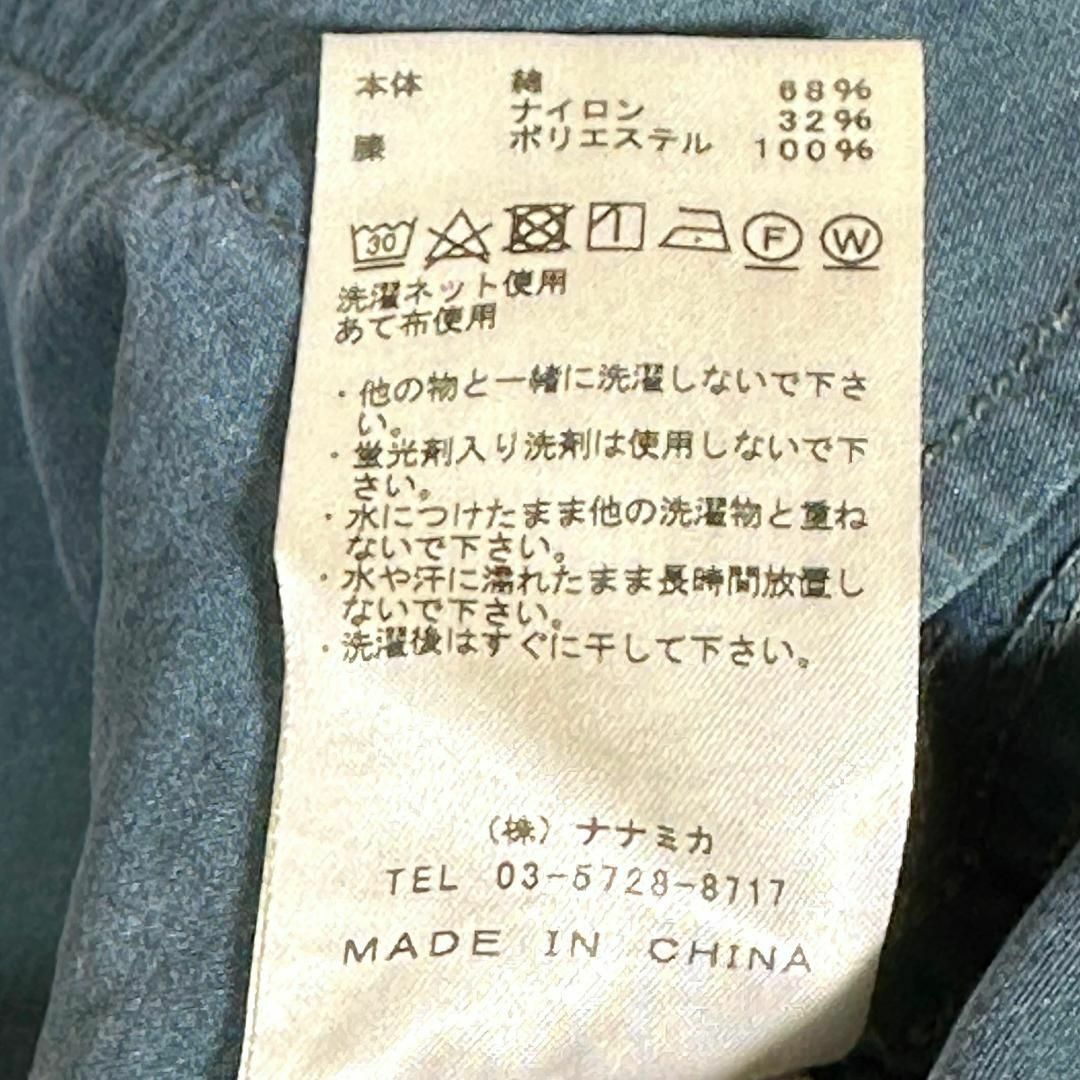 本体 綿 68%
ナイロン 32%
膝 ポリエステル 100%
30 F W
洗濯ネット使用
あて布使用
・他の物と一緒に洗濯しないで下さ
い。
・蛍光剤入り洗剤は使用しないで下
さい。
・水につけたまま他の洗濯物と重ね
ないで下さい。
・水や汗に濡れたまま長時間放置し
ないで下さい。
・洗濯後はすぐに干して下さい。
(株)ナナミカ
TEL 03-5728-8717
MADE IN CHINA